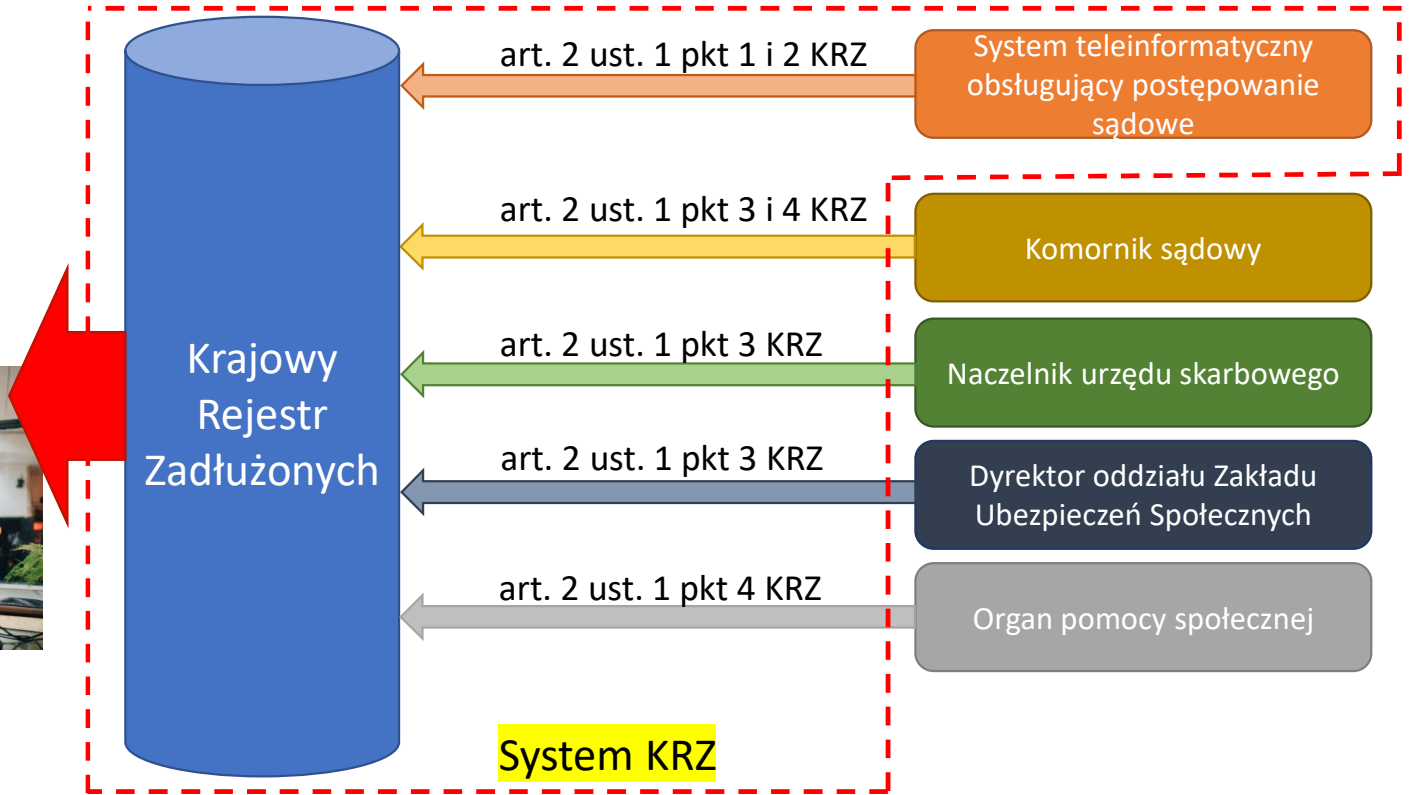 art. 2 ust. 1 pkt 1 i 2 KRZ
System teleinformatyczny
obsługujący postępowanie
sądowe
art. 2 ust. 1 pkt 3 i 4 KRZ
Komornik sądowy
Krajowy
Rejestr
Zadłużonych
art. 2 ust. 1 pkt 3 KRZ
Naczelnik urzędu skarbowego
art. 2 ust. 1 pkt 3 KRZ
Dyrektor oddziału Zakładu
Ubezpieczeń Społecznych
art. 2 ust. 1 pkt 4 KRZ
Organ pomocy społecznej
System KRZ